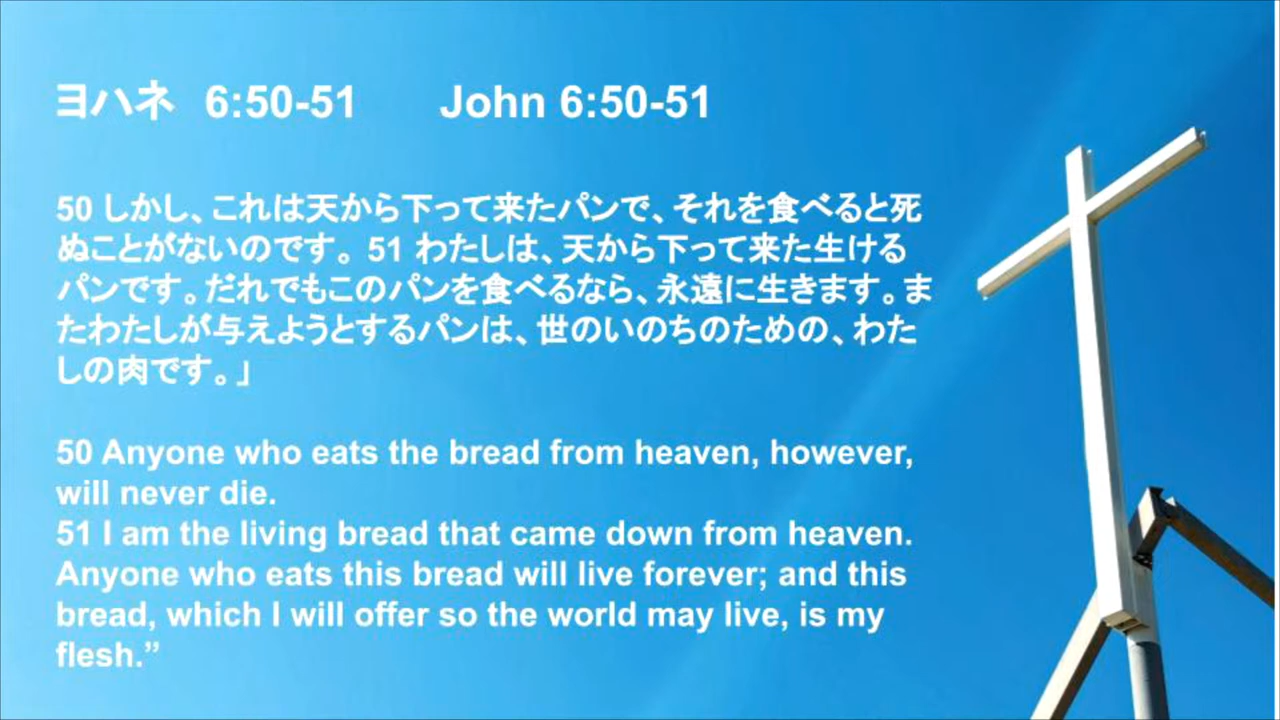 ヨハネ 6:50-51 John 6:50-51
50 しかし、これは天から下って来たパンで、それを食べると死
ぬことがないのです。 51 わたしは、天から下って来た生ける
パンです。だれでもこのパンを食べるなら、永遠に生きます。ま
たわたしが与えようとするパンは、世のいのちのための、わた
しの肉です。」
50 Anyone who eats the bread from heaven, however,
will never die.
51 I am the living bread that came down from heaven.
Anyone who eats this bread will live forever; and this
bread, which I will offer so the world may live, is my
flesh.”